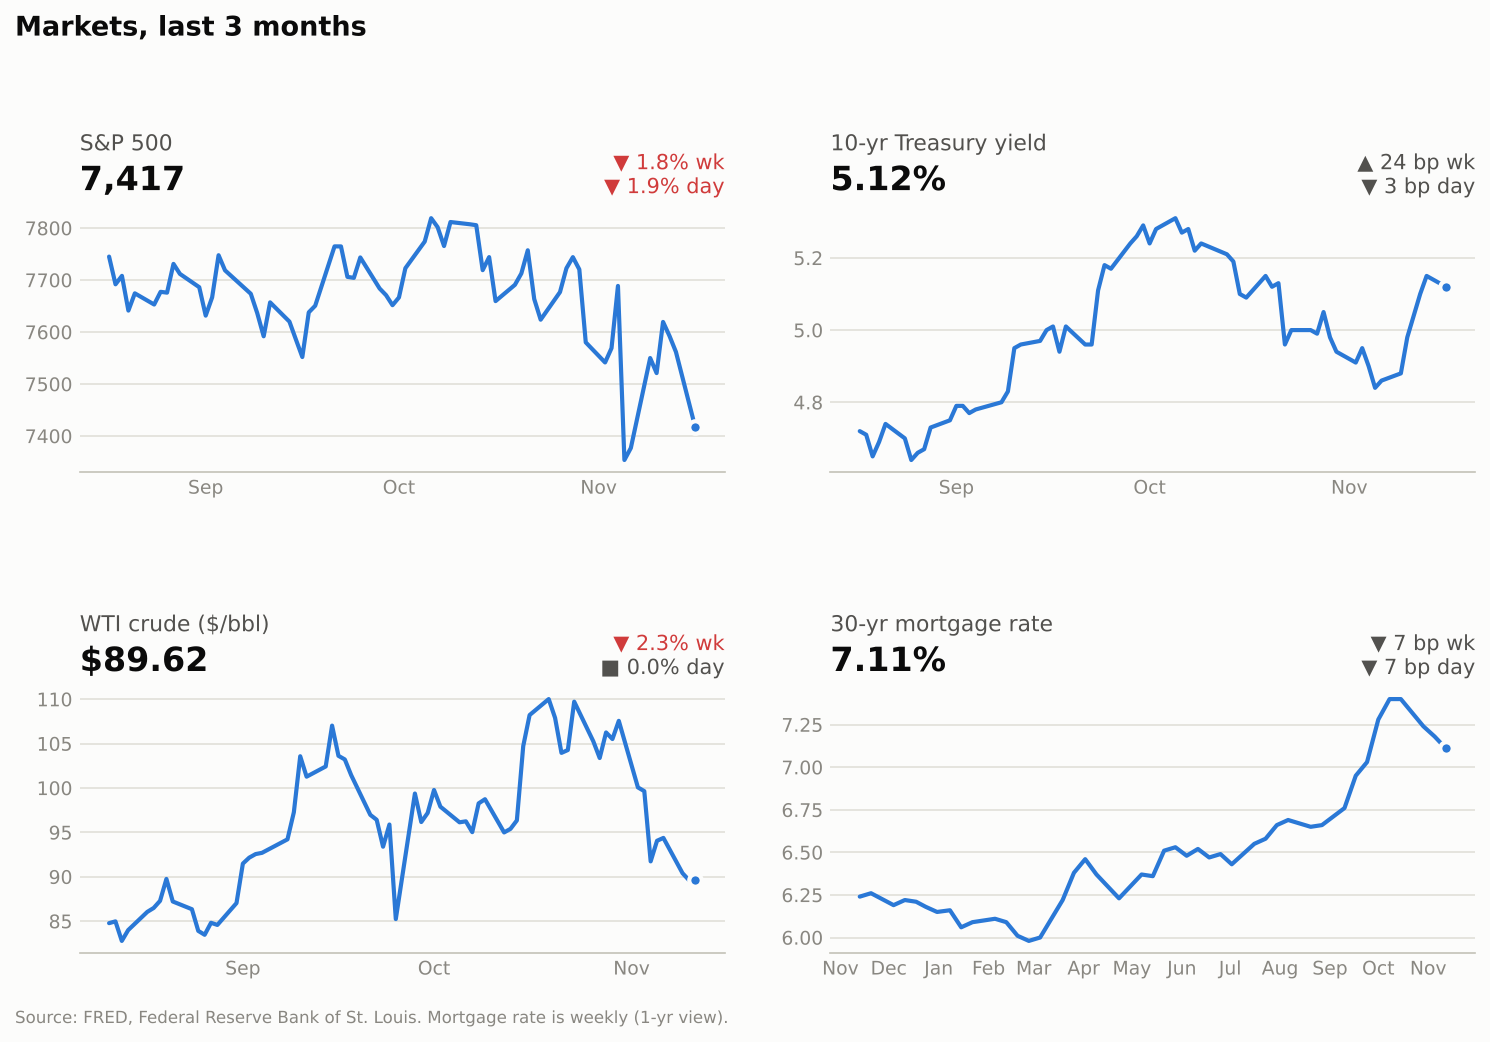 Markets, last 3 months
S&P 500
7,417
▼ 1.8% wk
▼ 1.9% day
7800
7700
7600
7500
7400
Sep Oct Nov
10-yr Treasury yield
5.12%
▲ 24 bp wk
▼ 3 bp day
5.2
5.0
4.8
Sep Oct Nov
WTI crude ($/bbl)
$89.62
▼ 2.3% wk
■ 0.0% day
110
105
100
95
90
85
Sep Oct Nov
30-yr mortgage rate
7.11%
▼ 7 bp wk
▼ 7 bp day
7.25
7.00
6.75
6.50
6.25
6.00
Nov Dec Jan Feb Mar Apr May Jun Jul Aug Sep Oct Nov
Source: FRED, Federal Reserve Bank of St. Louis. Mortgage rate is weekly (1-yr view).